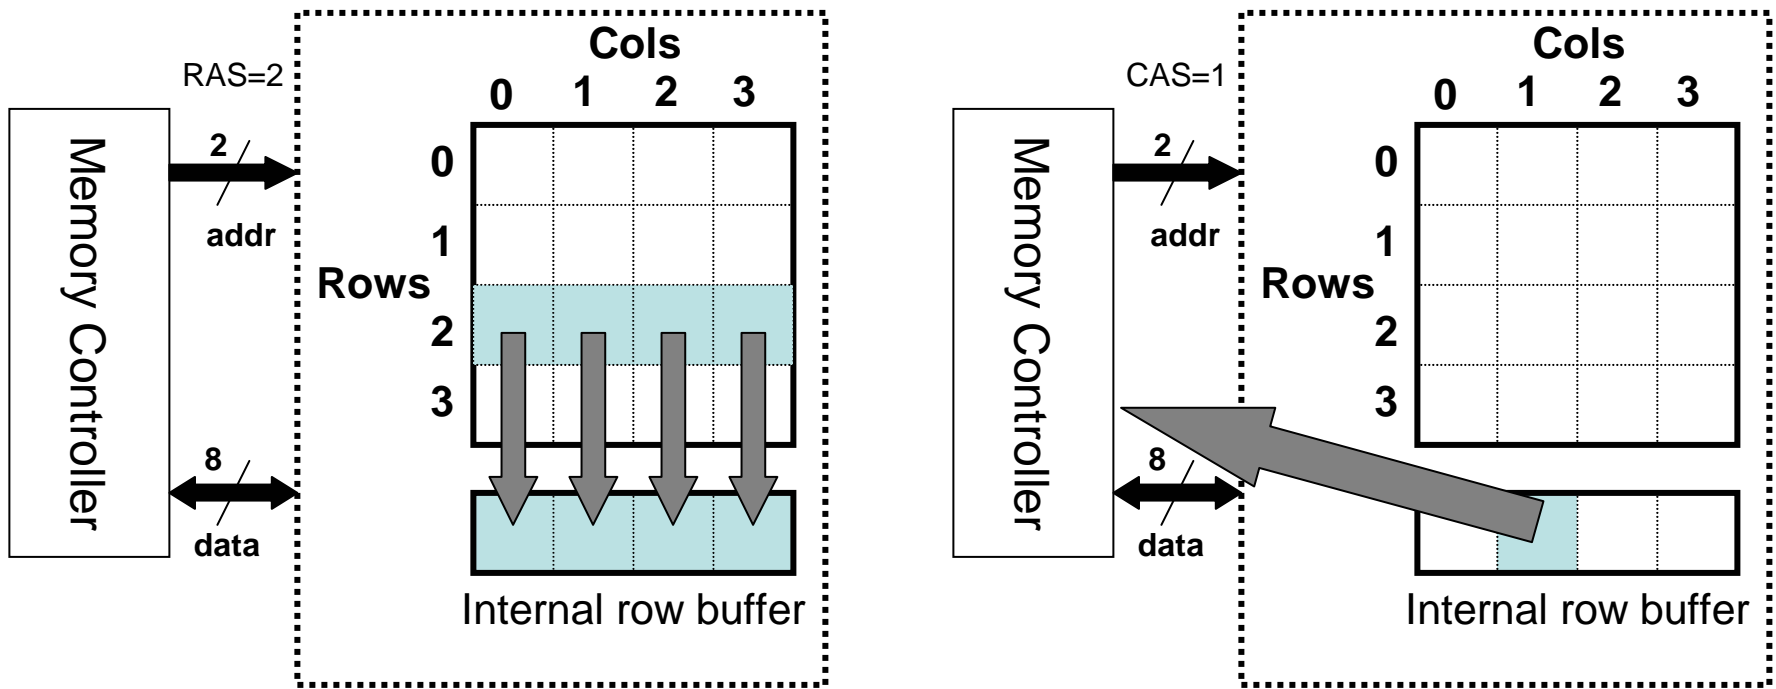 Cols
RAS=2
0 1 2 3
Memory Controller
2
addr
0
1
Rows
2
3
8
data
Internal row buffer
Cols
CAS=1
0 1 2 3
Memory Controller
2
addr
0
1
Rows
2
3
8
data
Internal row buffer